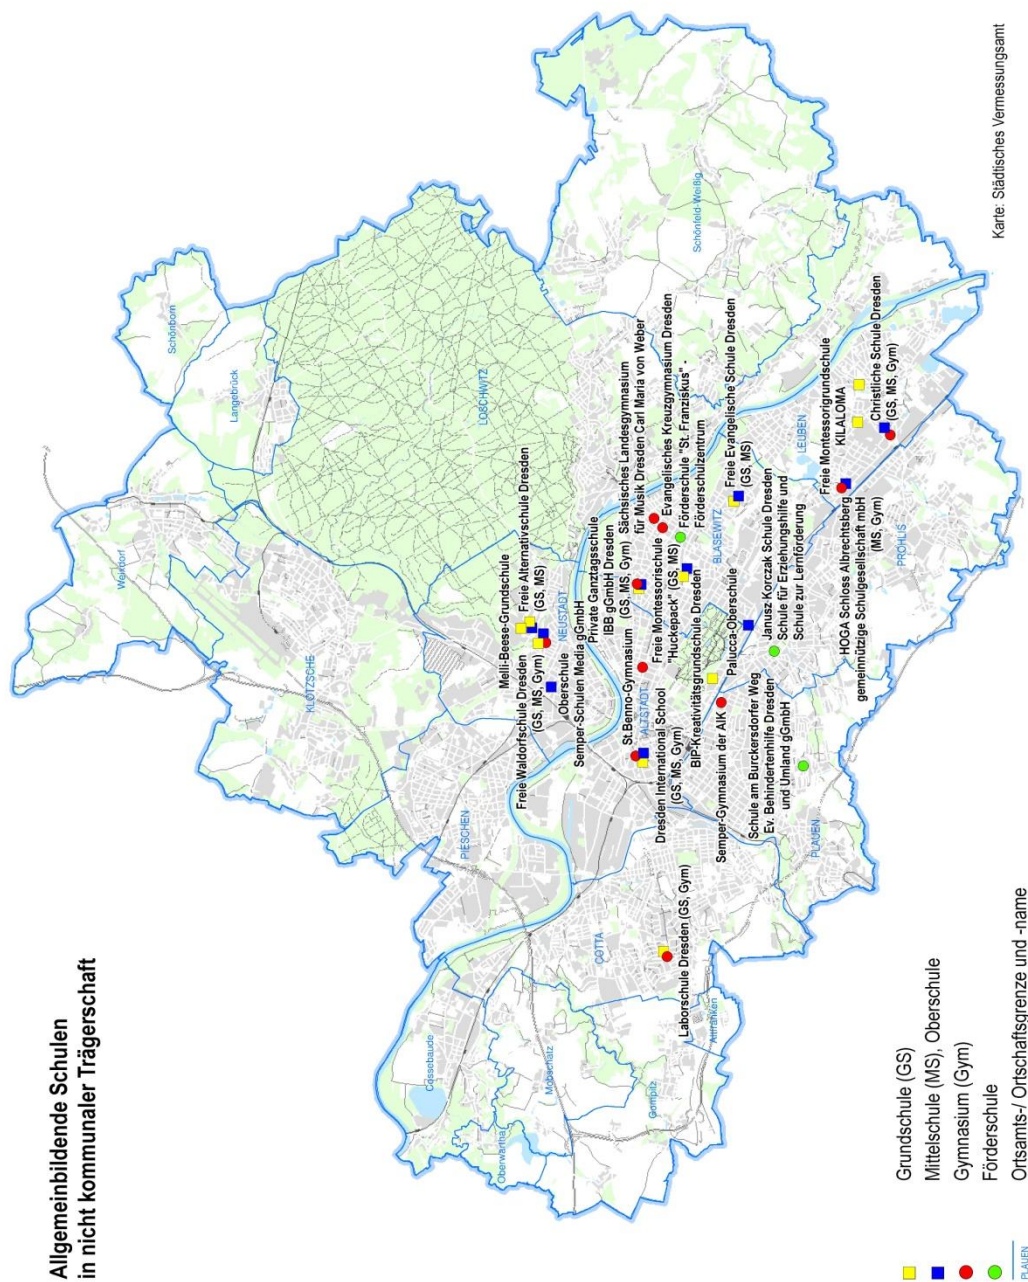 Allgemeinbildende Schulen
in nicht kommunaler Trägerschaft
Weixdorf
Schönborn
Langebrück
KLOTZSCHE
LOSCHWITZ
Schönfeld-Weißig
PIESCHEN
NEUSTADT
Cossebaude
Oberwartha
Mobschatz
Gompitz
Altfranken
COTTA
ALTSTADT
BLASEWITZ
LEUBEN
PROHLIS
PLAUEN
Melli-Beese-Grundschule
Freie Alternativschule Dresden
(GS, MS)
Freie Waldorfschule Dresden
(GS, MS, Gym)
Oberschule
Semper-Schulen Media gGmbH
Private Ganztagsschule
IBB gGmbH Dresden
(GS, MS, Gym)
Sächsisches Landesgymnasium
für Musik Dresden Carl Maria von Weber
Evangelisches Kreuzgymnasium Dresden
St.Benno-Gymnasium
Freie Montessorischule
"Huckepack" (GS, MS)
Förderschule "St. Franziskus" -
Förderschulzentrum
Dresden International School
(GS, MS, Gym)
BIP-Kreativitätsgrundschule Dresden
Freie Evangelische Schule Dresden
(GS, MS)
Laborschule Dresden (GS, Gym)
Semper-Gymnasium der AIK
Palucca-Oberschule
Schule am Burckersdorfer Weg
Ev. Behindertenhilfe Dresden
und Umland gGmbH
Janusz Korczak Schule Dresden
Schule für Erziehungshilfe und
Schule zur Lernförderung
Freie Montessorigrundschule
KILALOMA
HOGA Schloss Albrechtsberg
gemeinnützige Schulgesellschaft mbH
(MS, Gym)
Christliche Schule Dresden
(GS, MS, Gym)
Grundschule (GS)
Mittelschule (MS), Oberschule
Gymnasium (Gym)
Förderschule
PLAUEN
Ortsamts-/ Ortschaftsgrenze und -name
Karte: Städtisches Vermessungsamt